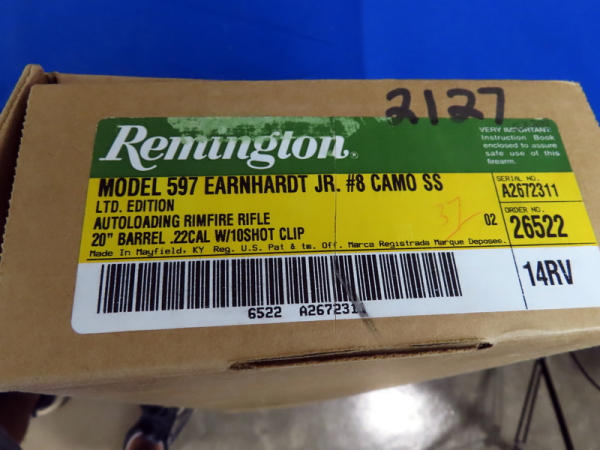 2127
Remington®
VERY IMPORTANT
Instruction Book
enclosed to assure
safe use of this
firearm.
MODEL 597 EARNHARDT JR. #8 CAMO SS
LTD. EDITION
AUTOLOADING RIMFIRE RIFLE
20" BARREL .22CAL W/10SHOT CLIP
37
02
Made In Mayfield, KY Reg. U.S. Pat & tm. Off. Marca Registrada Marque Deposee.
SERIAL NO.
A2672311
ORDER NO.
26522
14RV
6522 A2672311